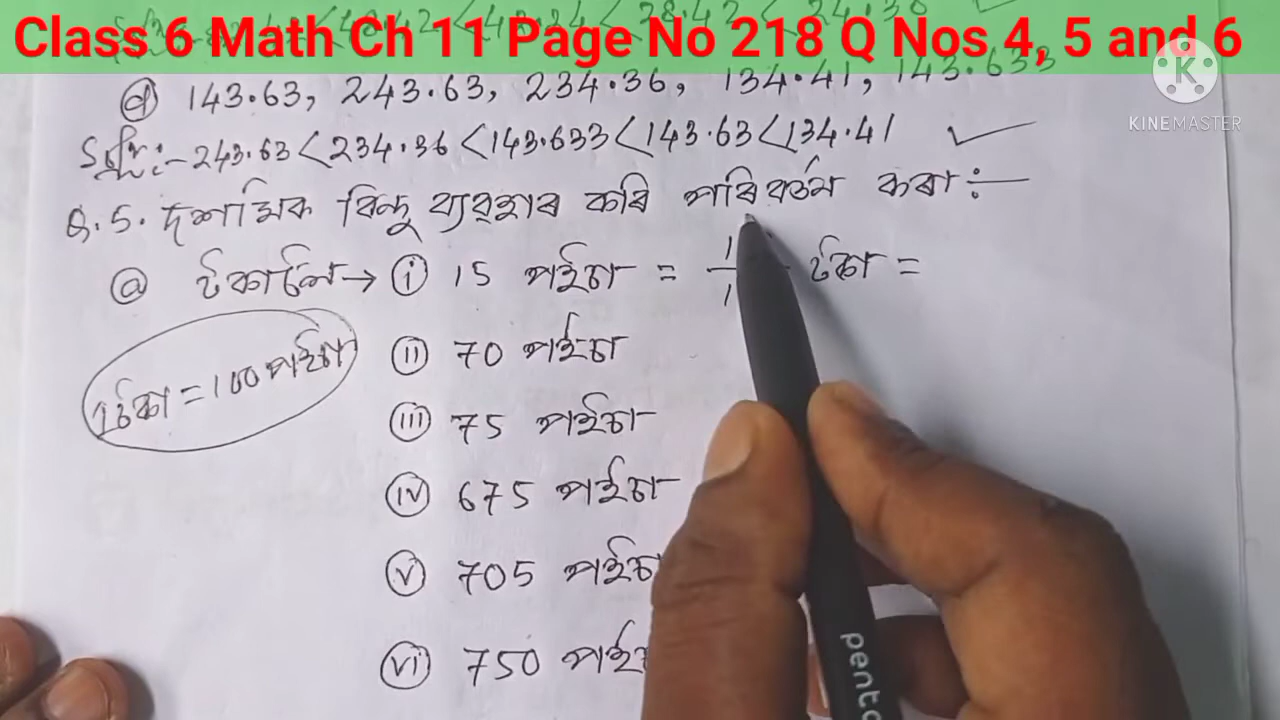 Class 6 Math Ch 11 Page No 218 Q Nos 4, 5 and 6
K
KINEMASTER
ⓓ 143.63, 243.63, 234.36, 134.41, 143.633
243.63<234.36<143.633<143.63<134.41
Q.5. দশমিক বিন্দু ব্যৱহাৰ কৰি পৰিবৰ্তন কৰা :—
ⓐ টকালৈ → (i) 15 পইচা = টকা =
1 টকা = 100 পইচা
(ii) 70 পইচা
(iii) 75 পইচা
(iv) 675 পইচা
(v) 705 পইচা
(vi) 750
pento